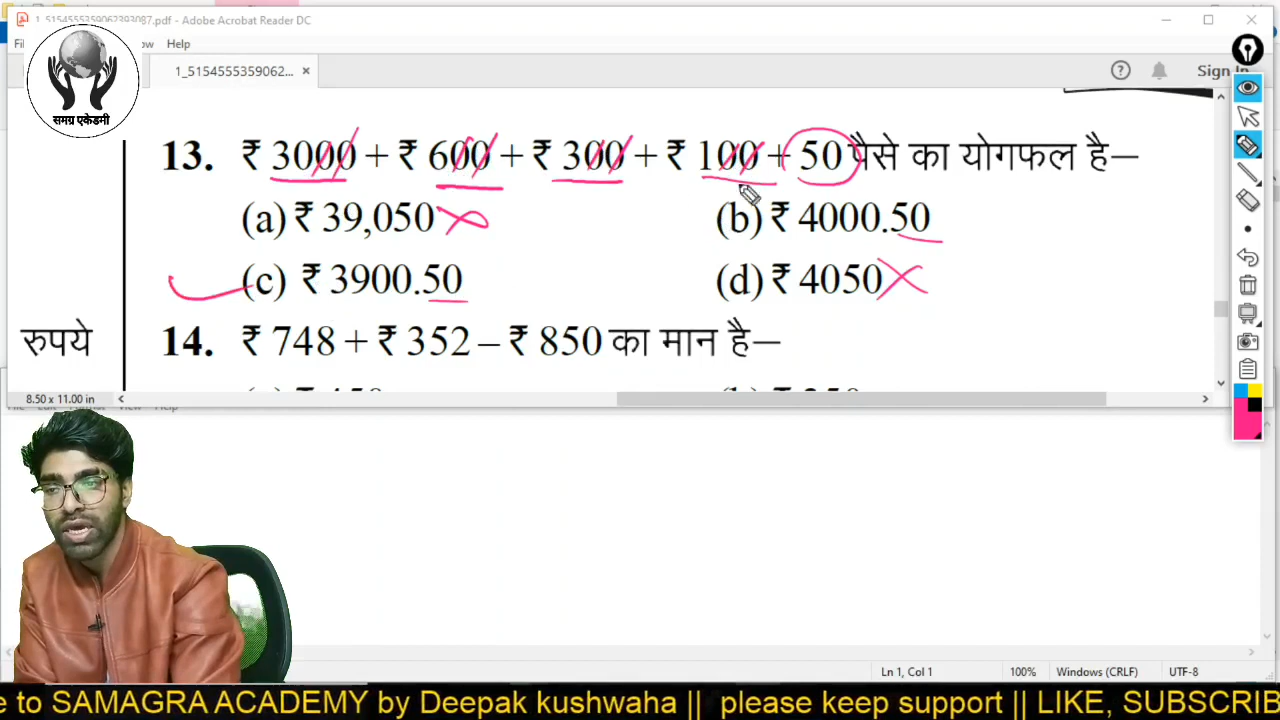 1_5154555359062393087.pdf - Adobe Acrobat Reader DC
Help
1_5154555359062... ×
Sign In
समग्र एकेडमी
13. ₹ 3000 + ₹ 600 + ₹ 300 + ₹ 100 + 50 पैसे का योगफल है–
(a) ₹ 39,050 (b) ₹ 4000.50
(c) ₹ 3900.50 (d) ₹ 4050
रुपये 14. ₹ 748 + ₹ 352 – ₹ 850 का मान है–
8.50 x 11.00 in
Ln 1, Col 1 100% Windows (CRLF) UTF-8
e to SAMAGRA ACADEMY by Deepak kushwaha || please keep support || LIKE, SUBSCRIB